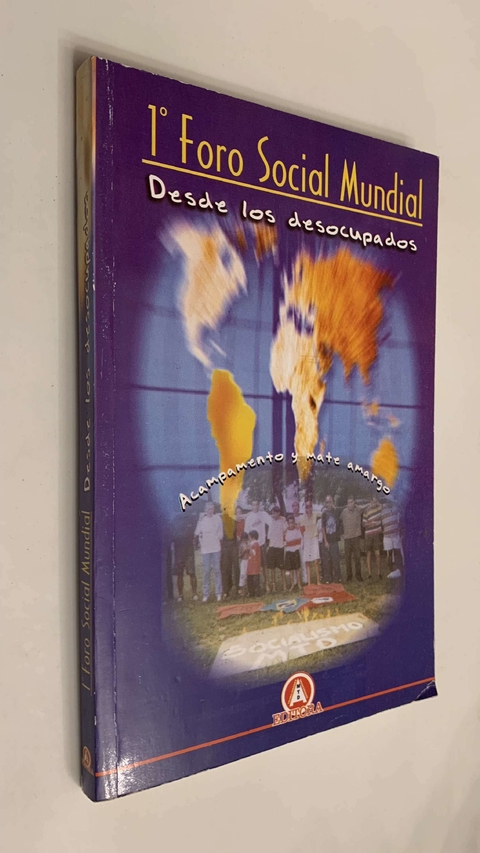 1° Foro Social Mundial
Desde los desocupados
Acampamento y mate amargo
SOCIALISMO
MTD
EDITORA
1 Foro Social Mundial Desde los desocupados